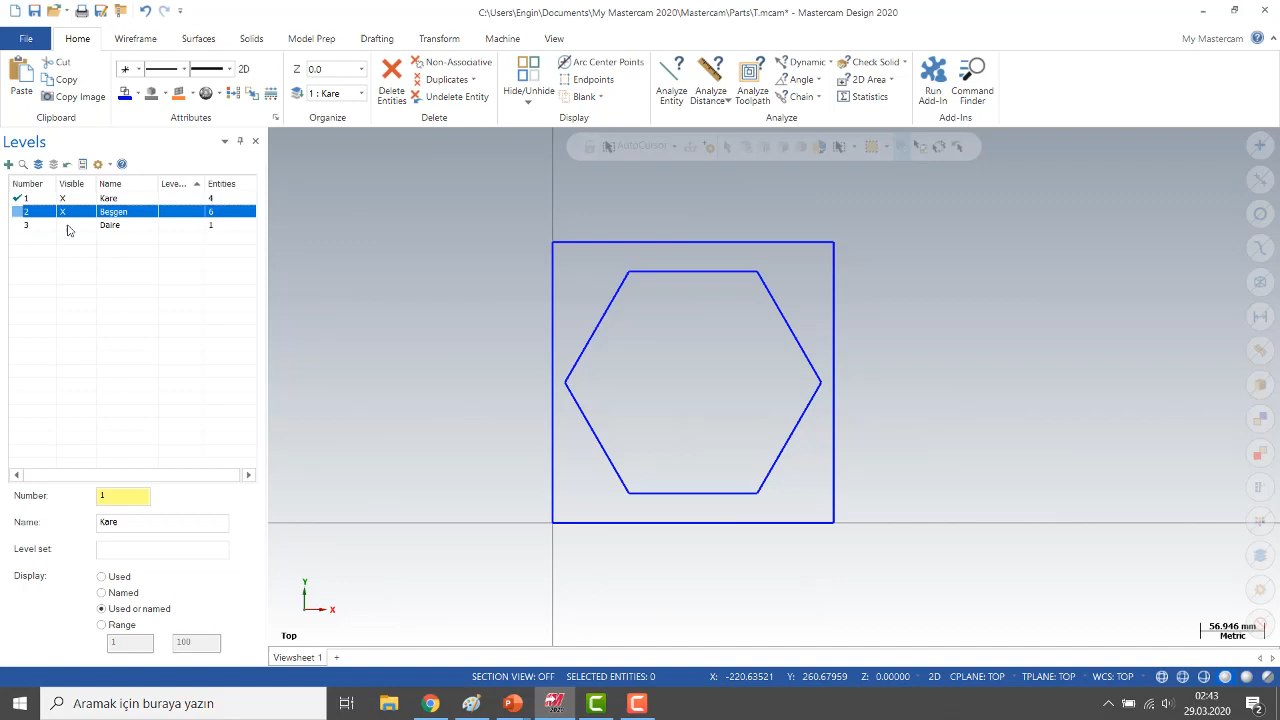 C:\Users\Engin\Documents\My Mastercam 2020\Mastercam\Parts\T.mcam* - Mastercam Design 2020
File Home Wireframe Surfaces Solids Model Prep Drafting Transform Machine View My Mastercam
Paste Cut Copy Copy Image
Clipboard
2D
Attributes
Z 0.0
1 : Kare
Organize
Delete Entities
Non-Associative
Duplicates
Undelete Entity
Delete
Hide/Unhide
Arc Center Points
Endpoints
Blank
Display
Analyze Entity
Analyze Distance
Analyze Toolpath
Dynamic
Angle
Chain
Check Solid
2D Area
Statistics
Analyze
Run Add-In
Command Finder
Add-Ins
Levels
AutoCursor
Number Visible Name Leve... Entities
1 X Kare 4
2 X Beşgen 6
3 Daire 1
Number: 1
Name: Kare
Level set:
Display: Used
Named
Used or named
Range
1 100
Y
X
Top
56.946 mm
Metric
Viewsheet 1 +
SECTION VIEW: OFF SELECTED ENTITIES: 0 X: -220.63521 Y: 260.67959 Z: 0.00000 2D CPLANE: TOP TPLANE: TOP WCS: TOP
Aramak için buraya yazın
2020
02:43
29.03.2020
2